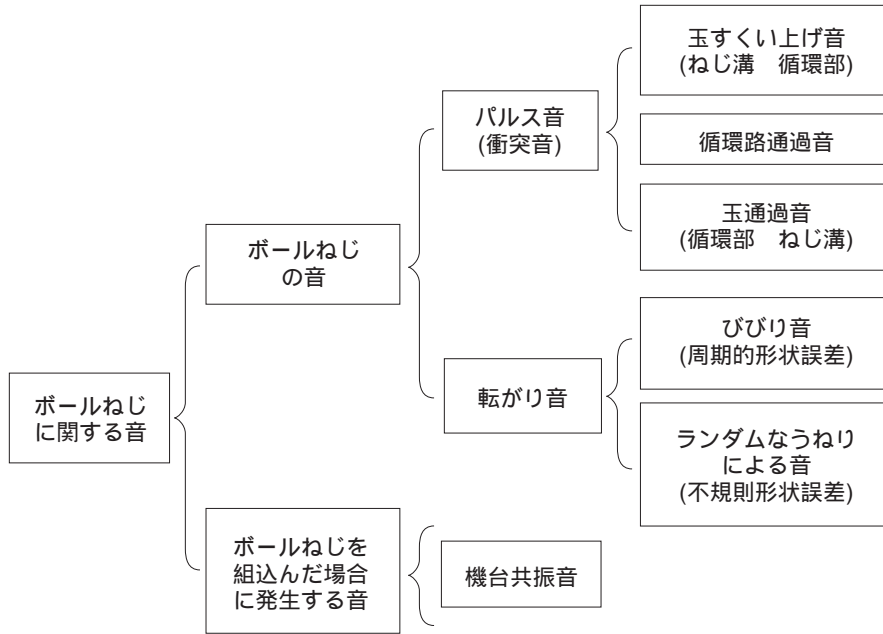 玉すくい上げ音
(ねじ溝　循環部)
パルス音
(衝突音)
循環路通過音
玉通過音
(循環部　ねじ溝)
ボールねじ
の音
びびり音
(周期的形状誤差)
転がり音
ボールねじ
に関する音
ランダムなうねり
による音
(不規則形状誤差)
ボールねじを
組込んだ場合
に発生する音
機台共振音